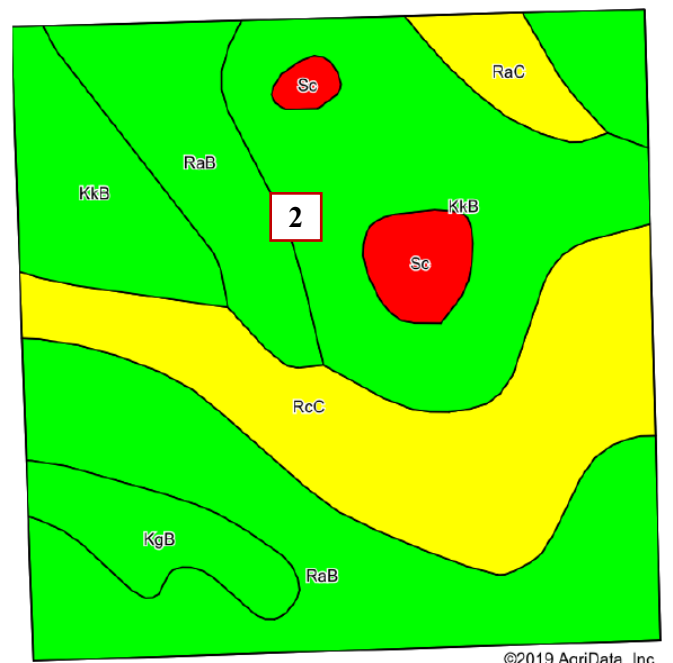 RaC
Sc
RaB
KkB
KkB
2
Sc
RcC
KgB
RaB
©2019 AgriData, Inc.